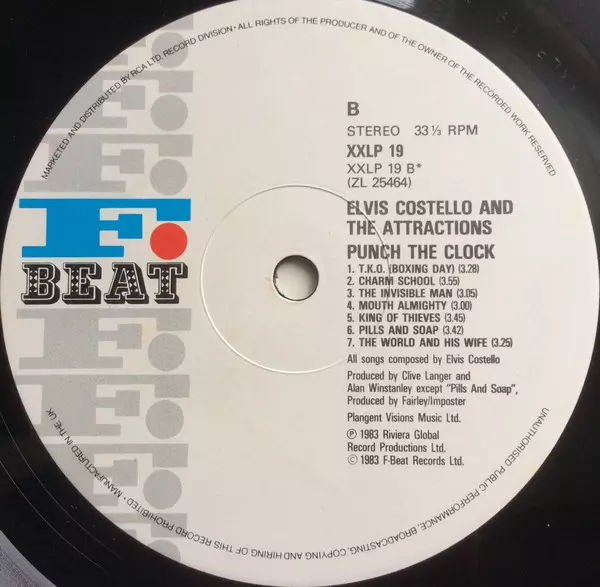 MARKETED AND DISTRIBUTED BY RCA LTD. RECORD DIVISION • ALL RIGHTS OF THE PRODUCER AND OF THE OWNER OF THE RECORDED WORK RESERVED
B
STEREO 33⅓ RPM
XXLP 19
XXLP 19 B*
(ZL 25464)
ELVIS COSTELLO AND
THE ATTRACTIONS
PUNCH THE CLOCK
F.
BEAT
1. T.K.O. (BOXING DAY) (3.28)
2. CHARM SCHOOL (3.55)
3. THE INVISIBLE MAN (3.05)
4. MOUTH ALMIGHTY (3.00)
5. KING OF THIEVES (3.45)
6. PILLS AND SOAP (3.42)
7. THE WORLD AND HIS WIFE (3.25)
All songs composed by Elvis Costello
Produced by Clive Langer and
Alan Winstanley except "Pills And Soap",
Produced by Fairley/Imposter
Plangent Visions Music Ltd.
Ⓟ 1983 Riviera Global
Record Productions Ltd.
© 1983 F-Beat Records Ltd.
UNAUTHORISED PUBLIC PERFORMANCE, BROADCASTING, COPYING AND HIRING OF THIS RECORD PROHIBITED • MANUFACTURED IN THE UK